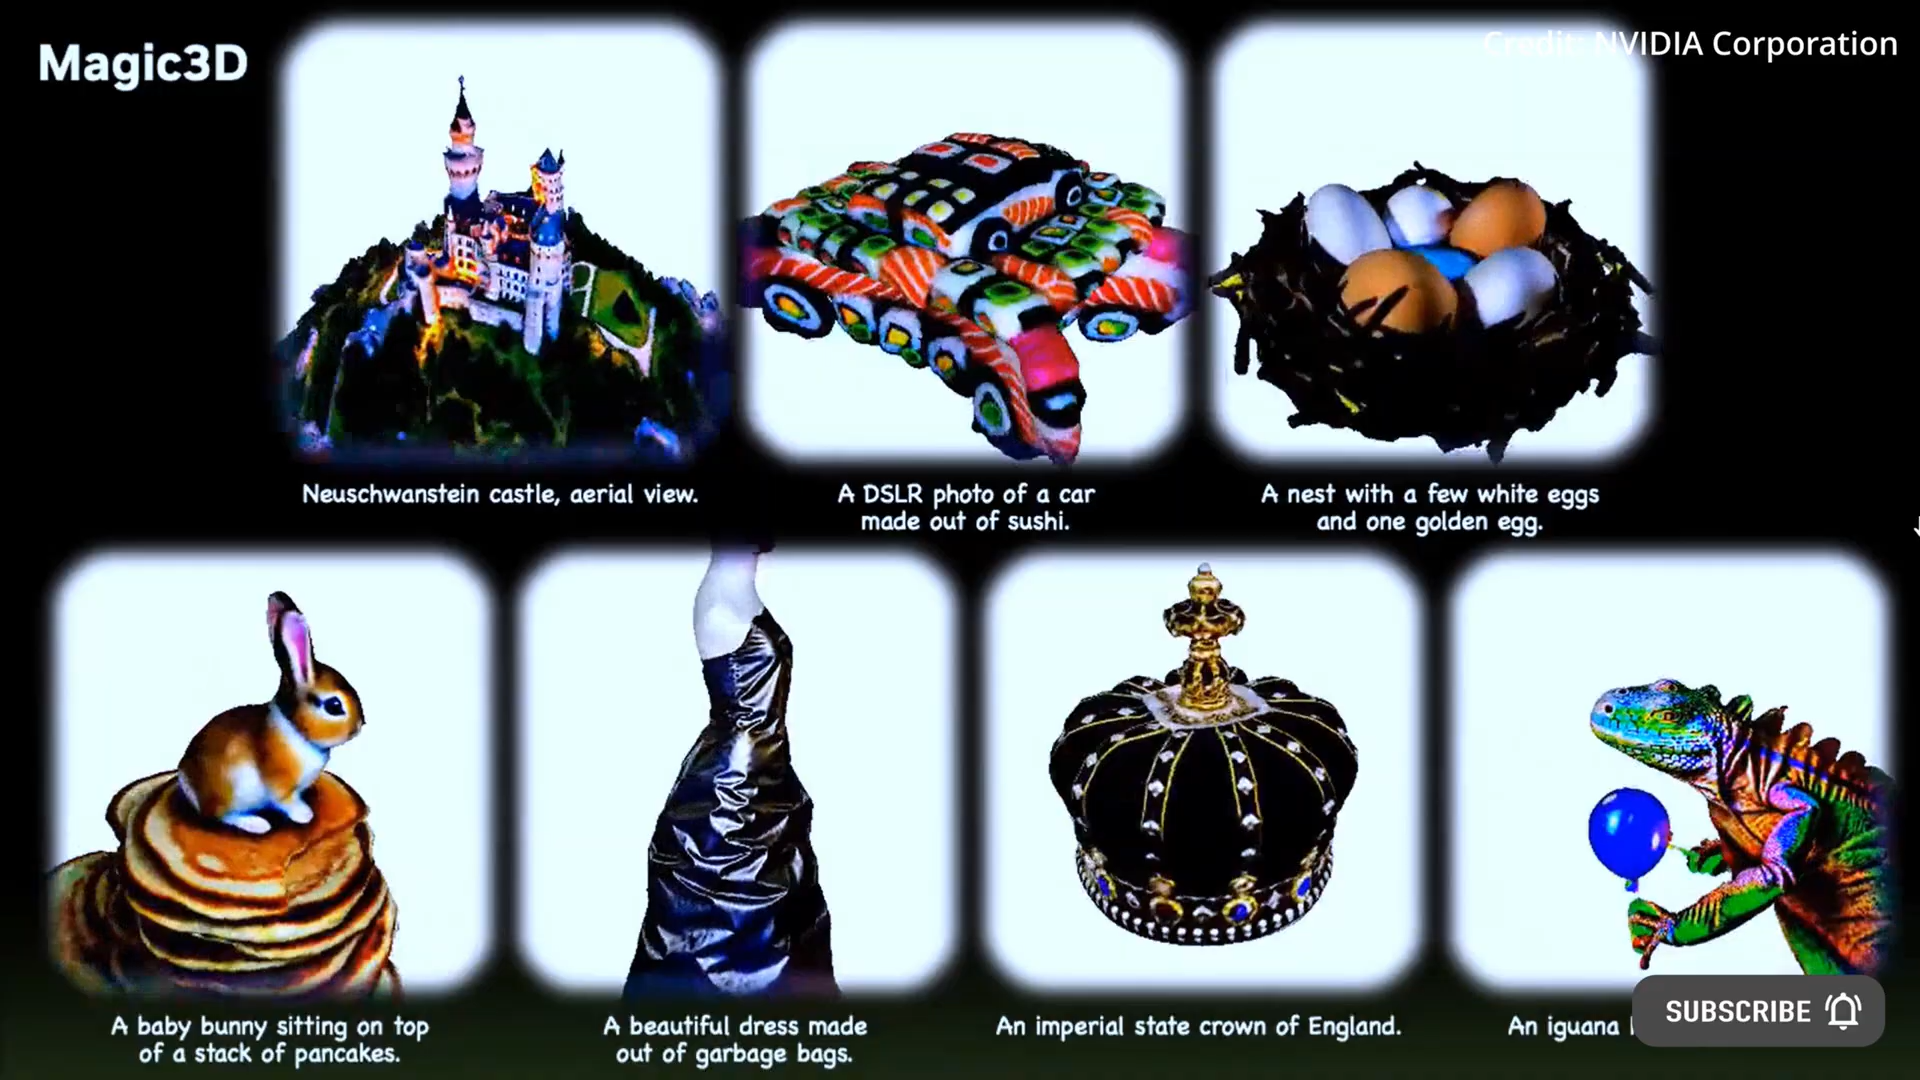 Magic3D
Credit: NVIDIA Corporation
Neuschwanstein castle, aerial view.
A DSLR photo of a car
made out of sushi.
A nest with a few white eggs
and one golden egg.
A baby bunny sitting on top
of a stack of pancakes.
A beautiful dress made
out of garbage bags.
An imperial state crown of England.
An iguana
SUBSCRIBE